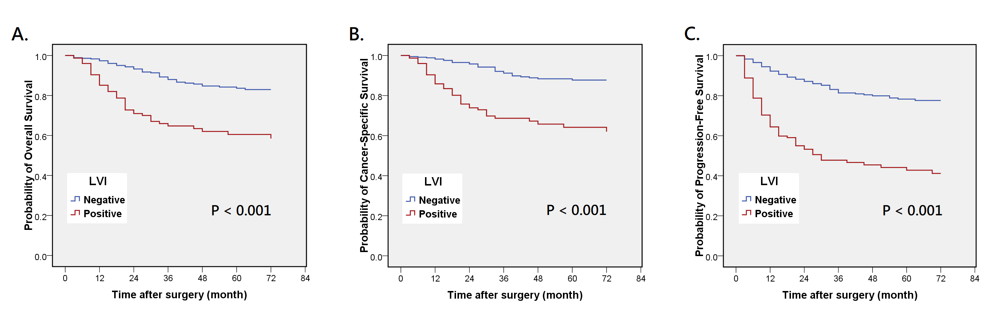 A.
Probability of Overall Survival
1.0
0.8
0.6
0.4
0.2
0.0
LVI
Negative
Positive
P < 0.001
0 12 24 36 48 60 72 84
Time after surgery (month)
B.
Probability of Cancer-Specific Survival
1.0
0.8
0.6
0.4
0.2
0.0
LVI
Negative
Positive
P < 0.001
0 12 24 36 48 60 72 84
Time after surgery (month)
C.
Probability of Progression-Free Survival
1.0
0.8
0.6
0.4
0.2
0.0
LVI
Negative
Positive
P < 0.001
0 12 24 36 48 60 72 84
Time after surgery (month)